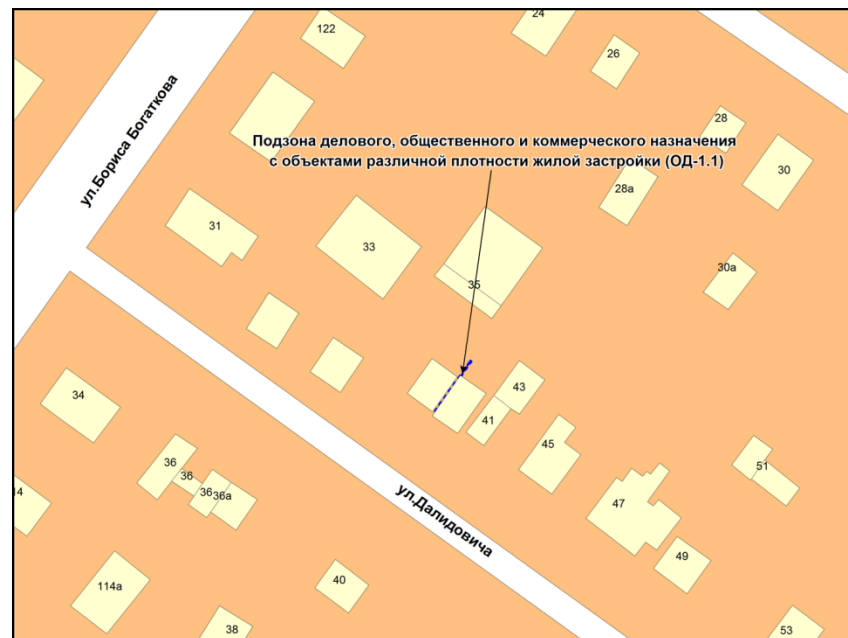 24
122
26
ул.Бориса Богаткова
28
Подзона делового, общественного и коммерческого назначения
с объектами различной плотности жилой застройки (ОД-1.1)
30
28а
31
33
30а
35
43
34
41
45
36
51
36
36
36а
14
47
ул.Далидовича
49
40
114а
38
53